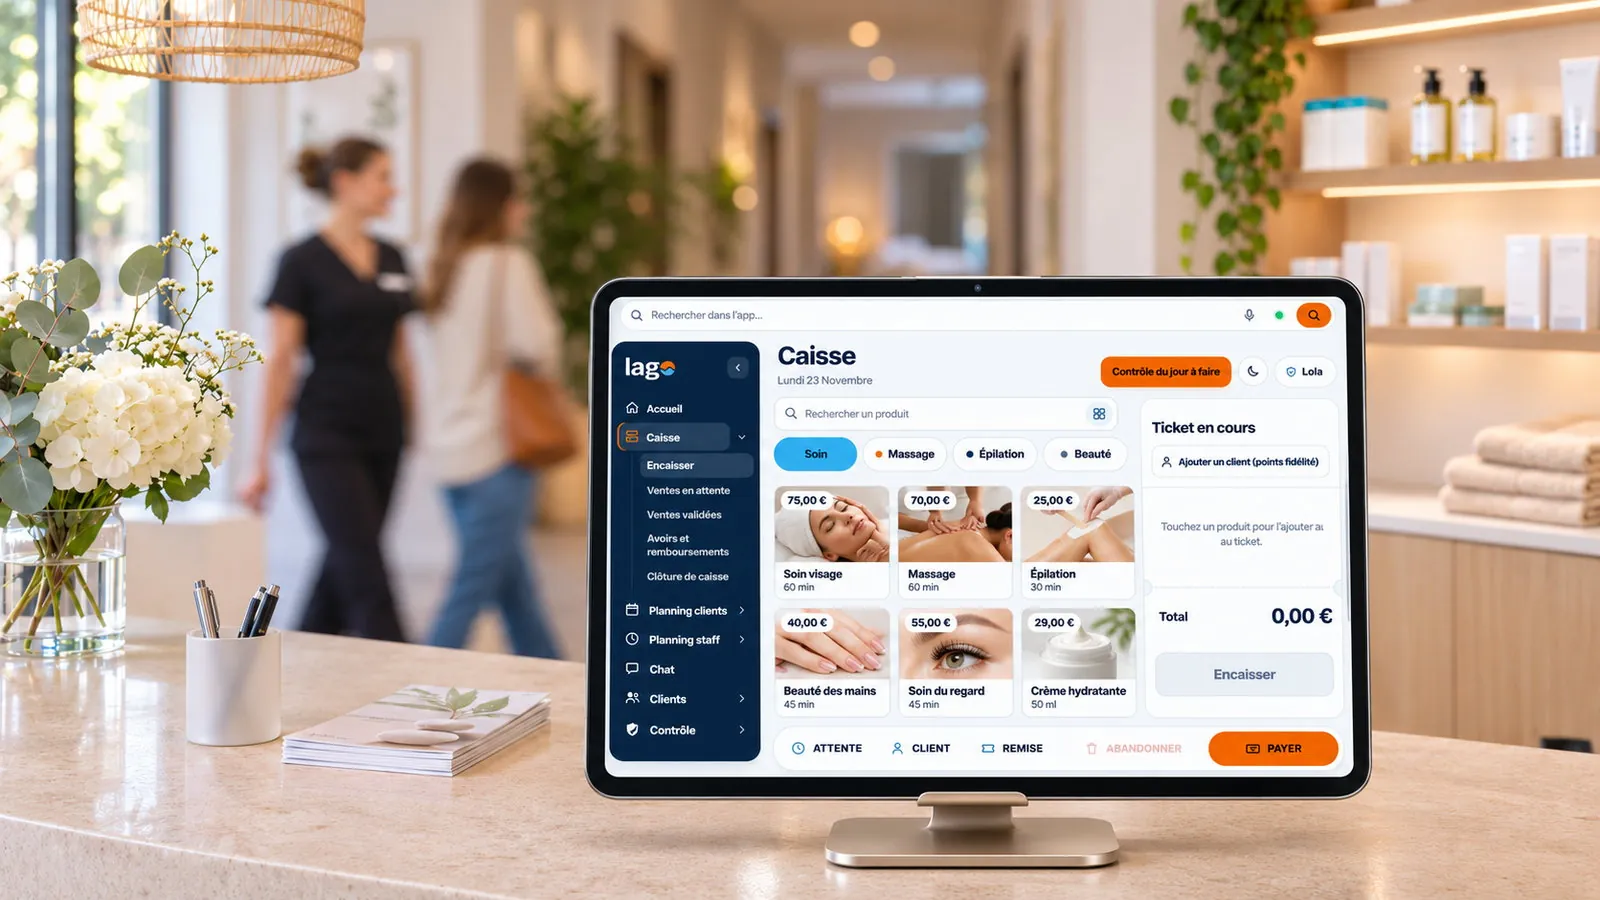 Rechercher dans l'app...
lago
Accueil
Caisse
Encaisser
Ventes en attente
Ventes validées
Avoirs et
remboursements
Clôture de caisse
Planning clients
Planning staff
Chat
Clients
Contrôle
Caisse
Lundi 23 Novembre
Contrôle du jour à faire
Lola
Rechercher un produit
Soin
Massage
Épilation
Beauté
75,00 €
Soin visage
60 min
70,00 €
Massage
60 min
25,00 €
Épilation
30 min
40,00 €
Beauté des mains
45 min
55,00 €
Soin du regard
45 min
29,00 €
Crème hydratante
50 ml
Ticket en cours
Ajouter un client (points fidélité)
Touchez un produit pour l'ajouter au
au ticket.
Total
0,00 €
Encaisser
ATTENTE
CLIENT
REMISE
ABANDONNER
PAYER